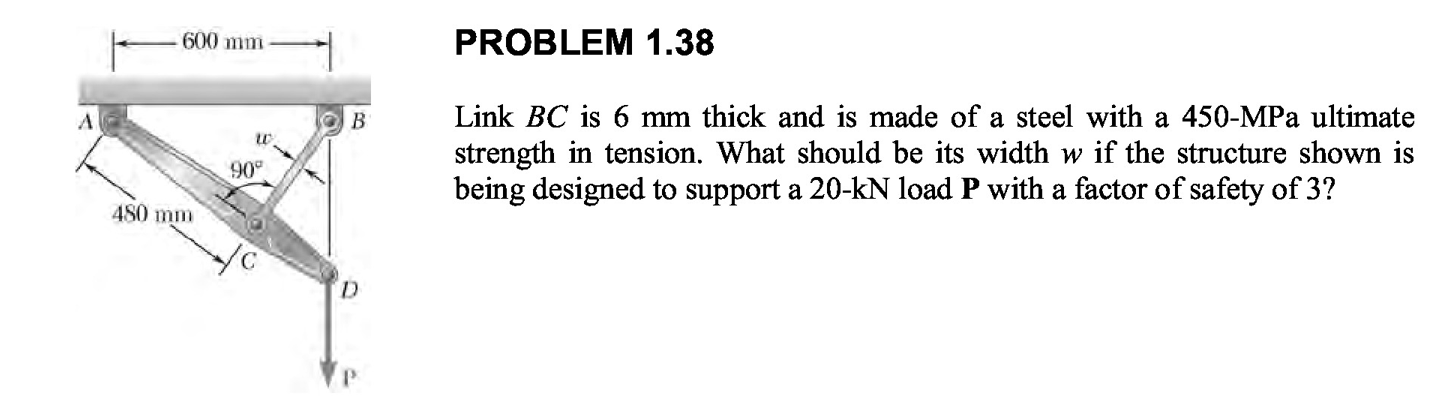 600 mm
PROBLEM 1.38
A
B
w
90°
480 mm
C
D
P
Link BC is 6 mm thick and is made of a steel with a 450-MPa ultimate
strength in tension. What should be its width w if the structure shown is
being designed to support a 20-kN load P with a factor of safety of 3?